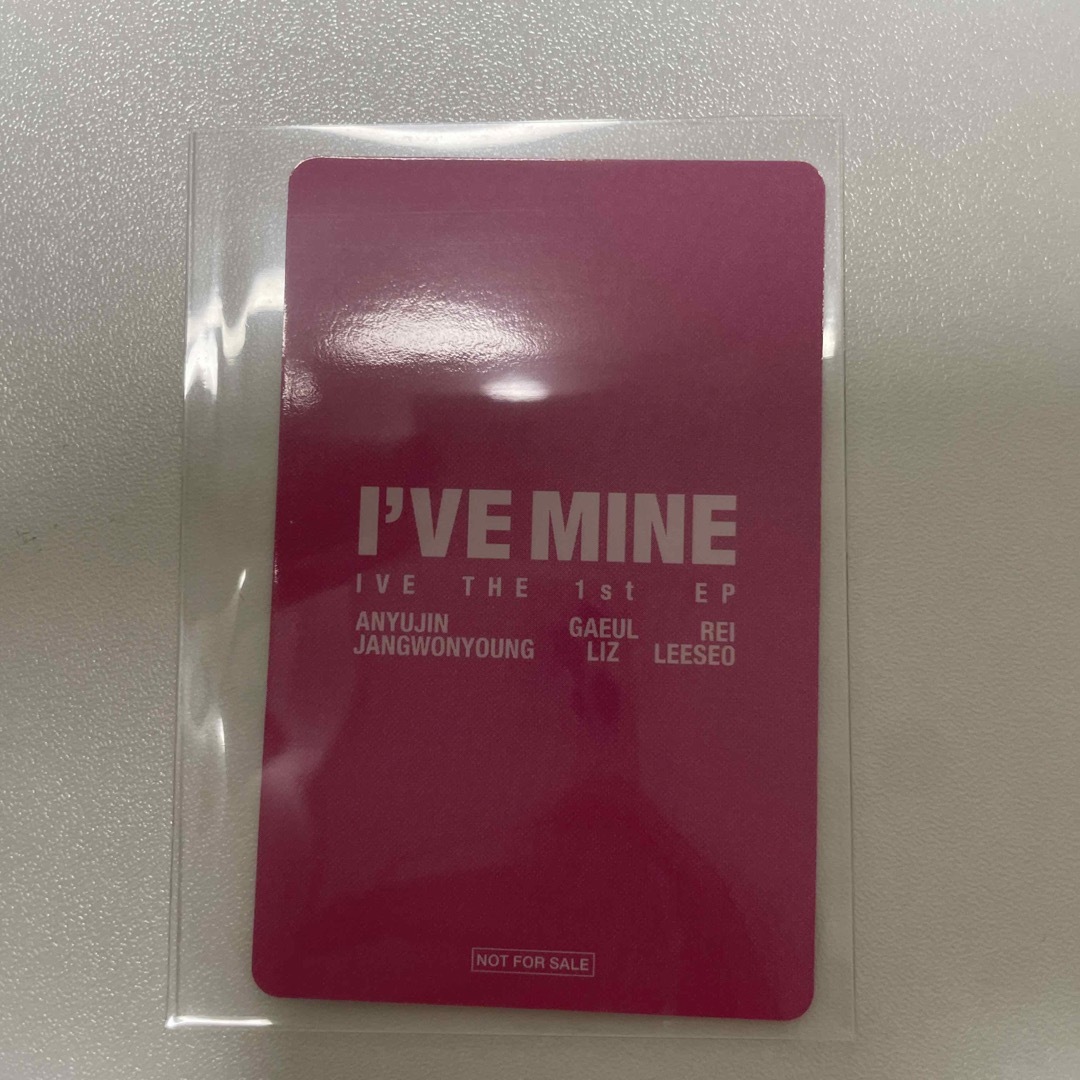 I'VE MINE
IVE THE 1st EP
ANYUJIN GAEUL REI
JANGWONYOUNG LIZ LEESEO
NOT FOR SALE